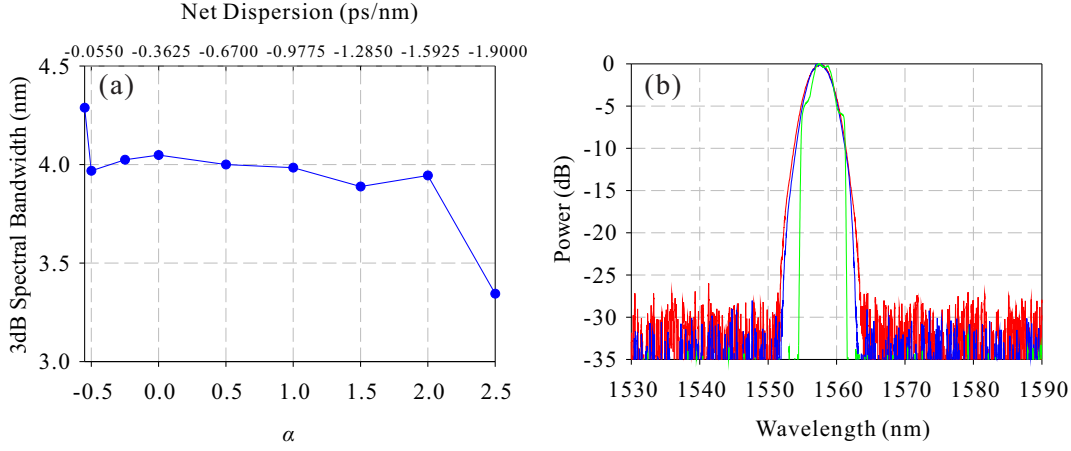 Net Dispersion (ps/nm)
-0.0550 -0.3625 -0.6700 -0.9775 -1.2850 -1.5925 -1.9000
(a)
3dB Spectral Bandwidth (nm)
4.5
4.0
3.5
3.0
-0.5 0.0 0.5 1.0 1.5 2.0 2.5
α
(b)
Power (dB)
0
-5
-10
-15
-20
-25
-30
-35
1530 1540 1550 1560 1570 1580 1590
Wavelength (nm)